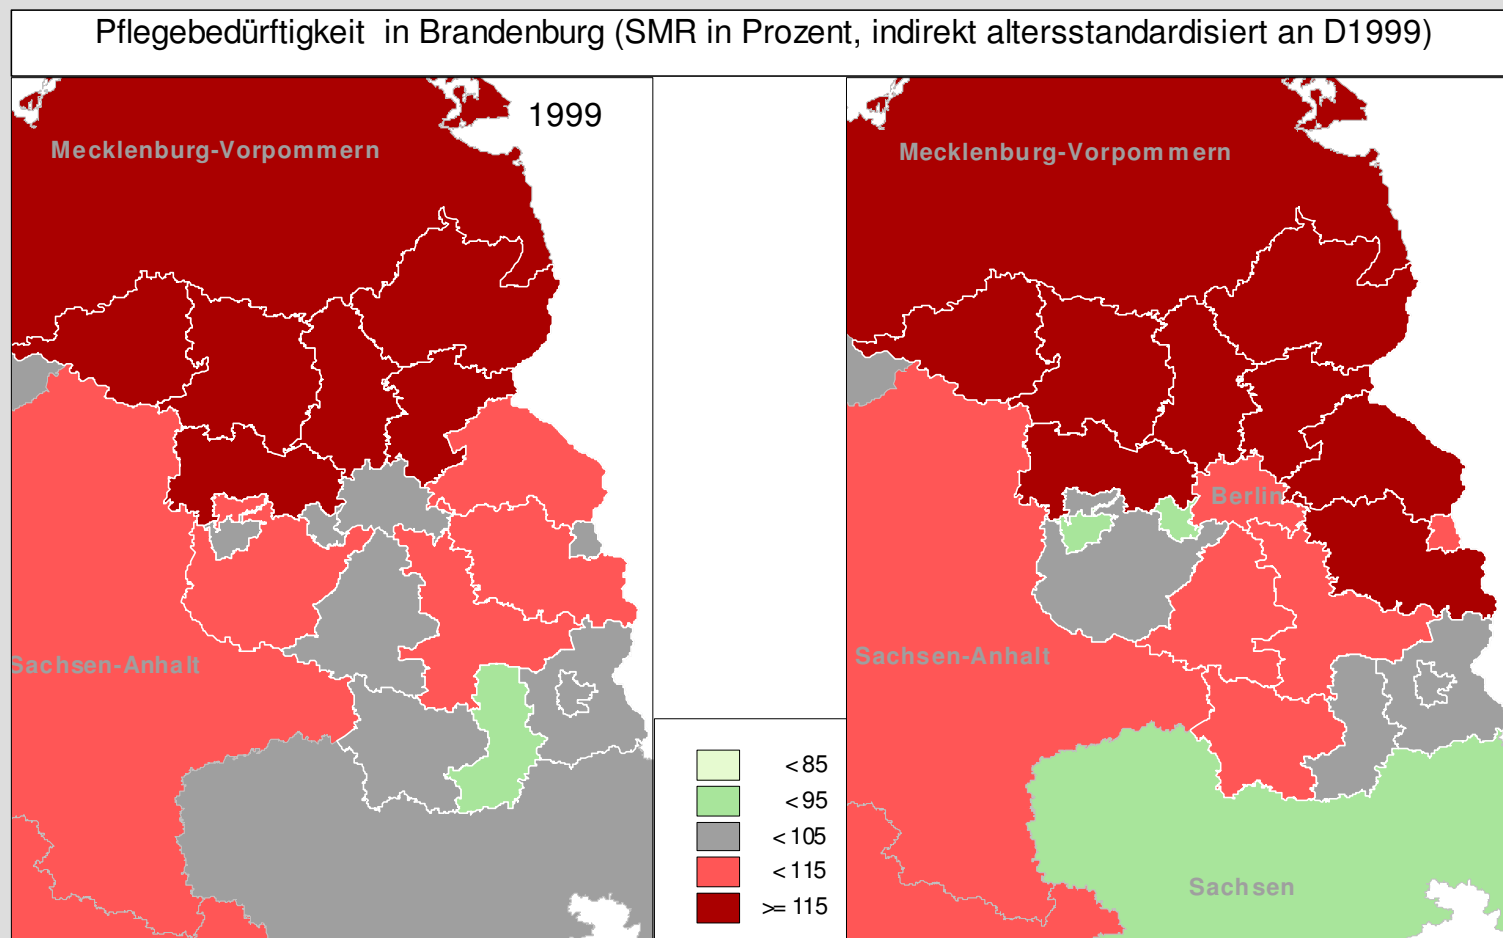 Pflegebedürftigkeit in Brandenburg (SMR in Prozent, indirekt altersstandardisiert an D1999)
1999
Mecklenburg-Vorpommern
Mecklenburg-Vorpommern
Berlin
Sachsen-Anhalt
Sachsen-Anhalt
<85
<95
<105
<115
>= 115
Sachsen